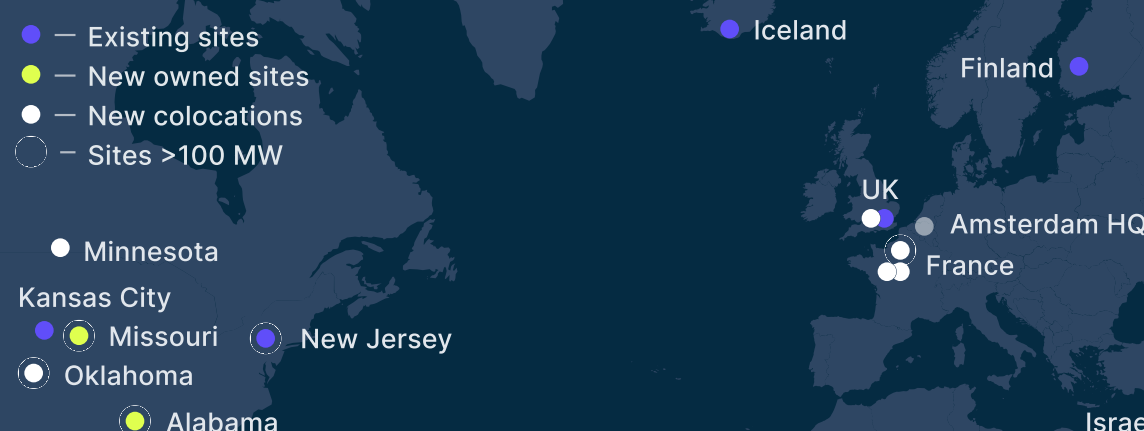 Existing sites
New owned sites
New colocations
Sites >100 MW
Iceland
Finland
UK
Amsterdam HQ
France
Minnesota
Kansas City
Missouri
New Jersey
Oklahoma
Alabama